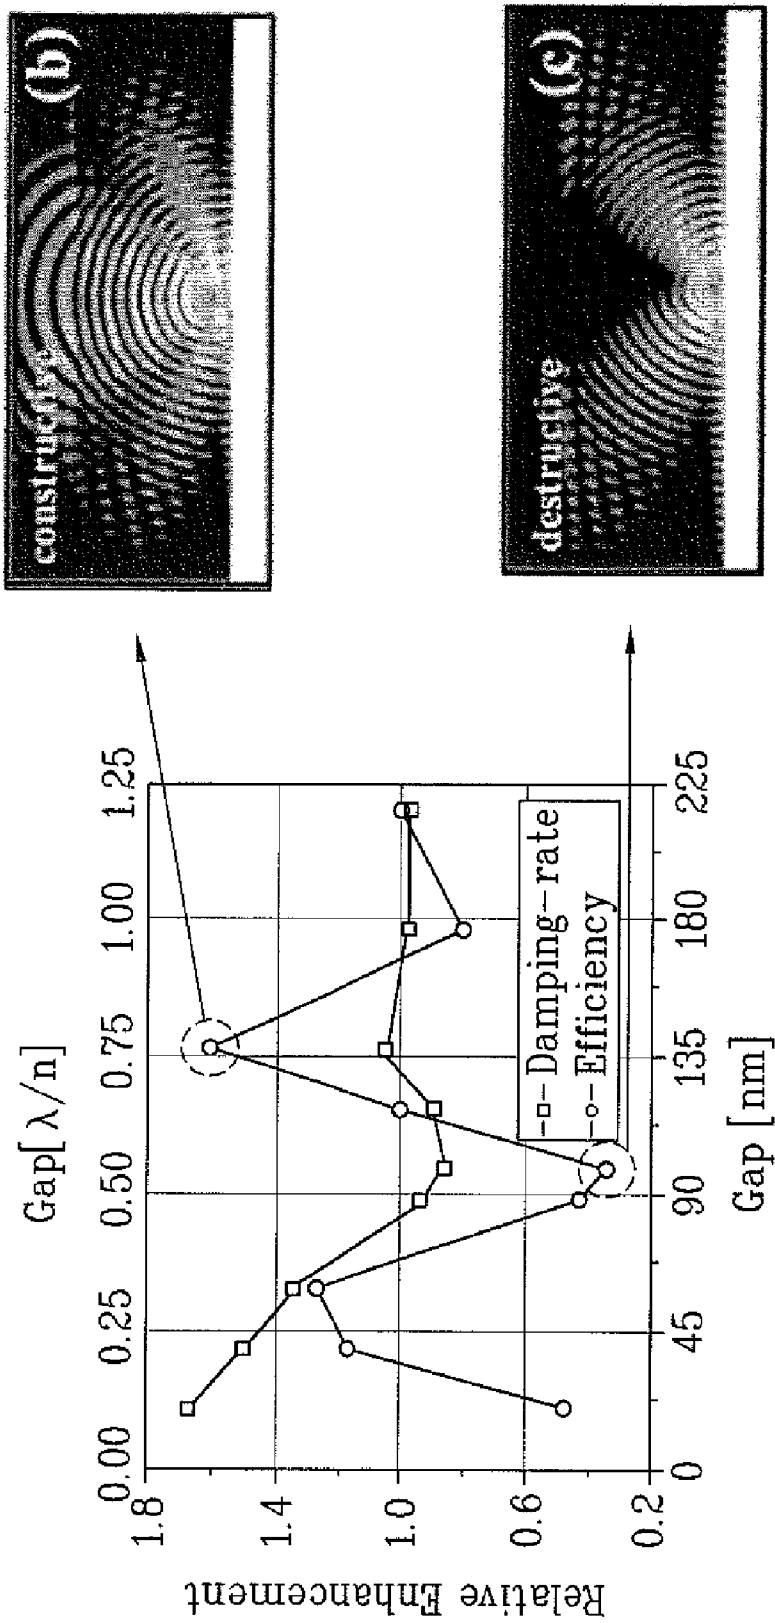 Gap[ λ/n]
0.00 0.25 0.50 0.75 1.00 1.25
Relative Enhancement
1.8
1.4
1.0
0.6
0.2
Damping-rate
Efficiency
0 45 90 135 180 225
Gap [nm]
constructive (b)
destructive (c)